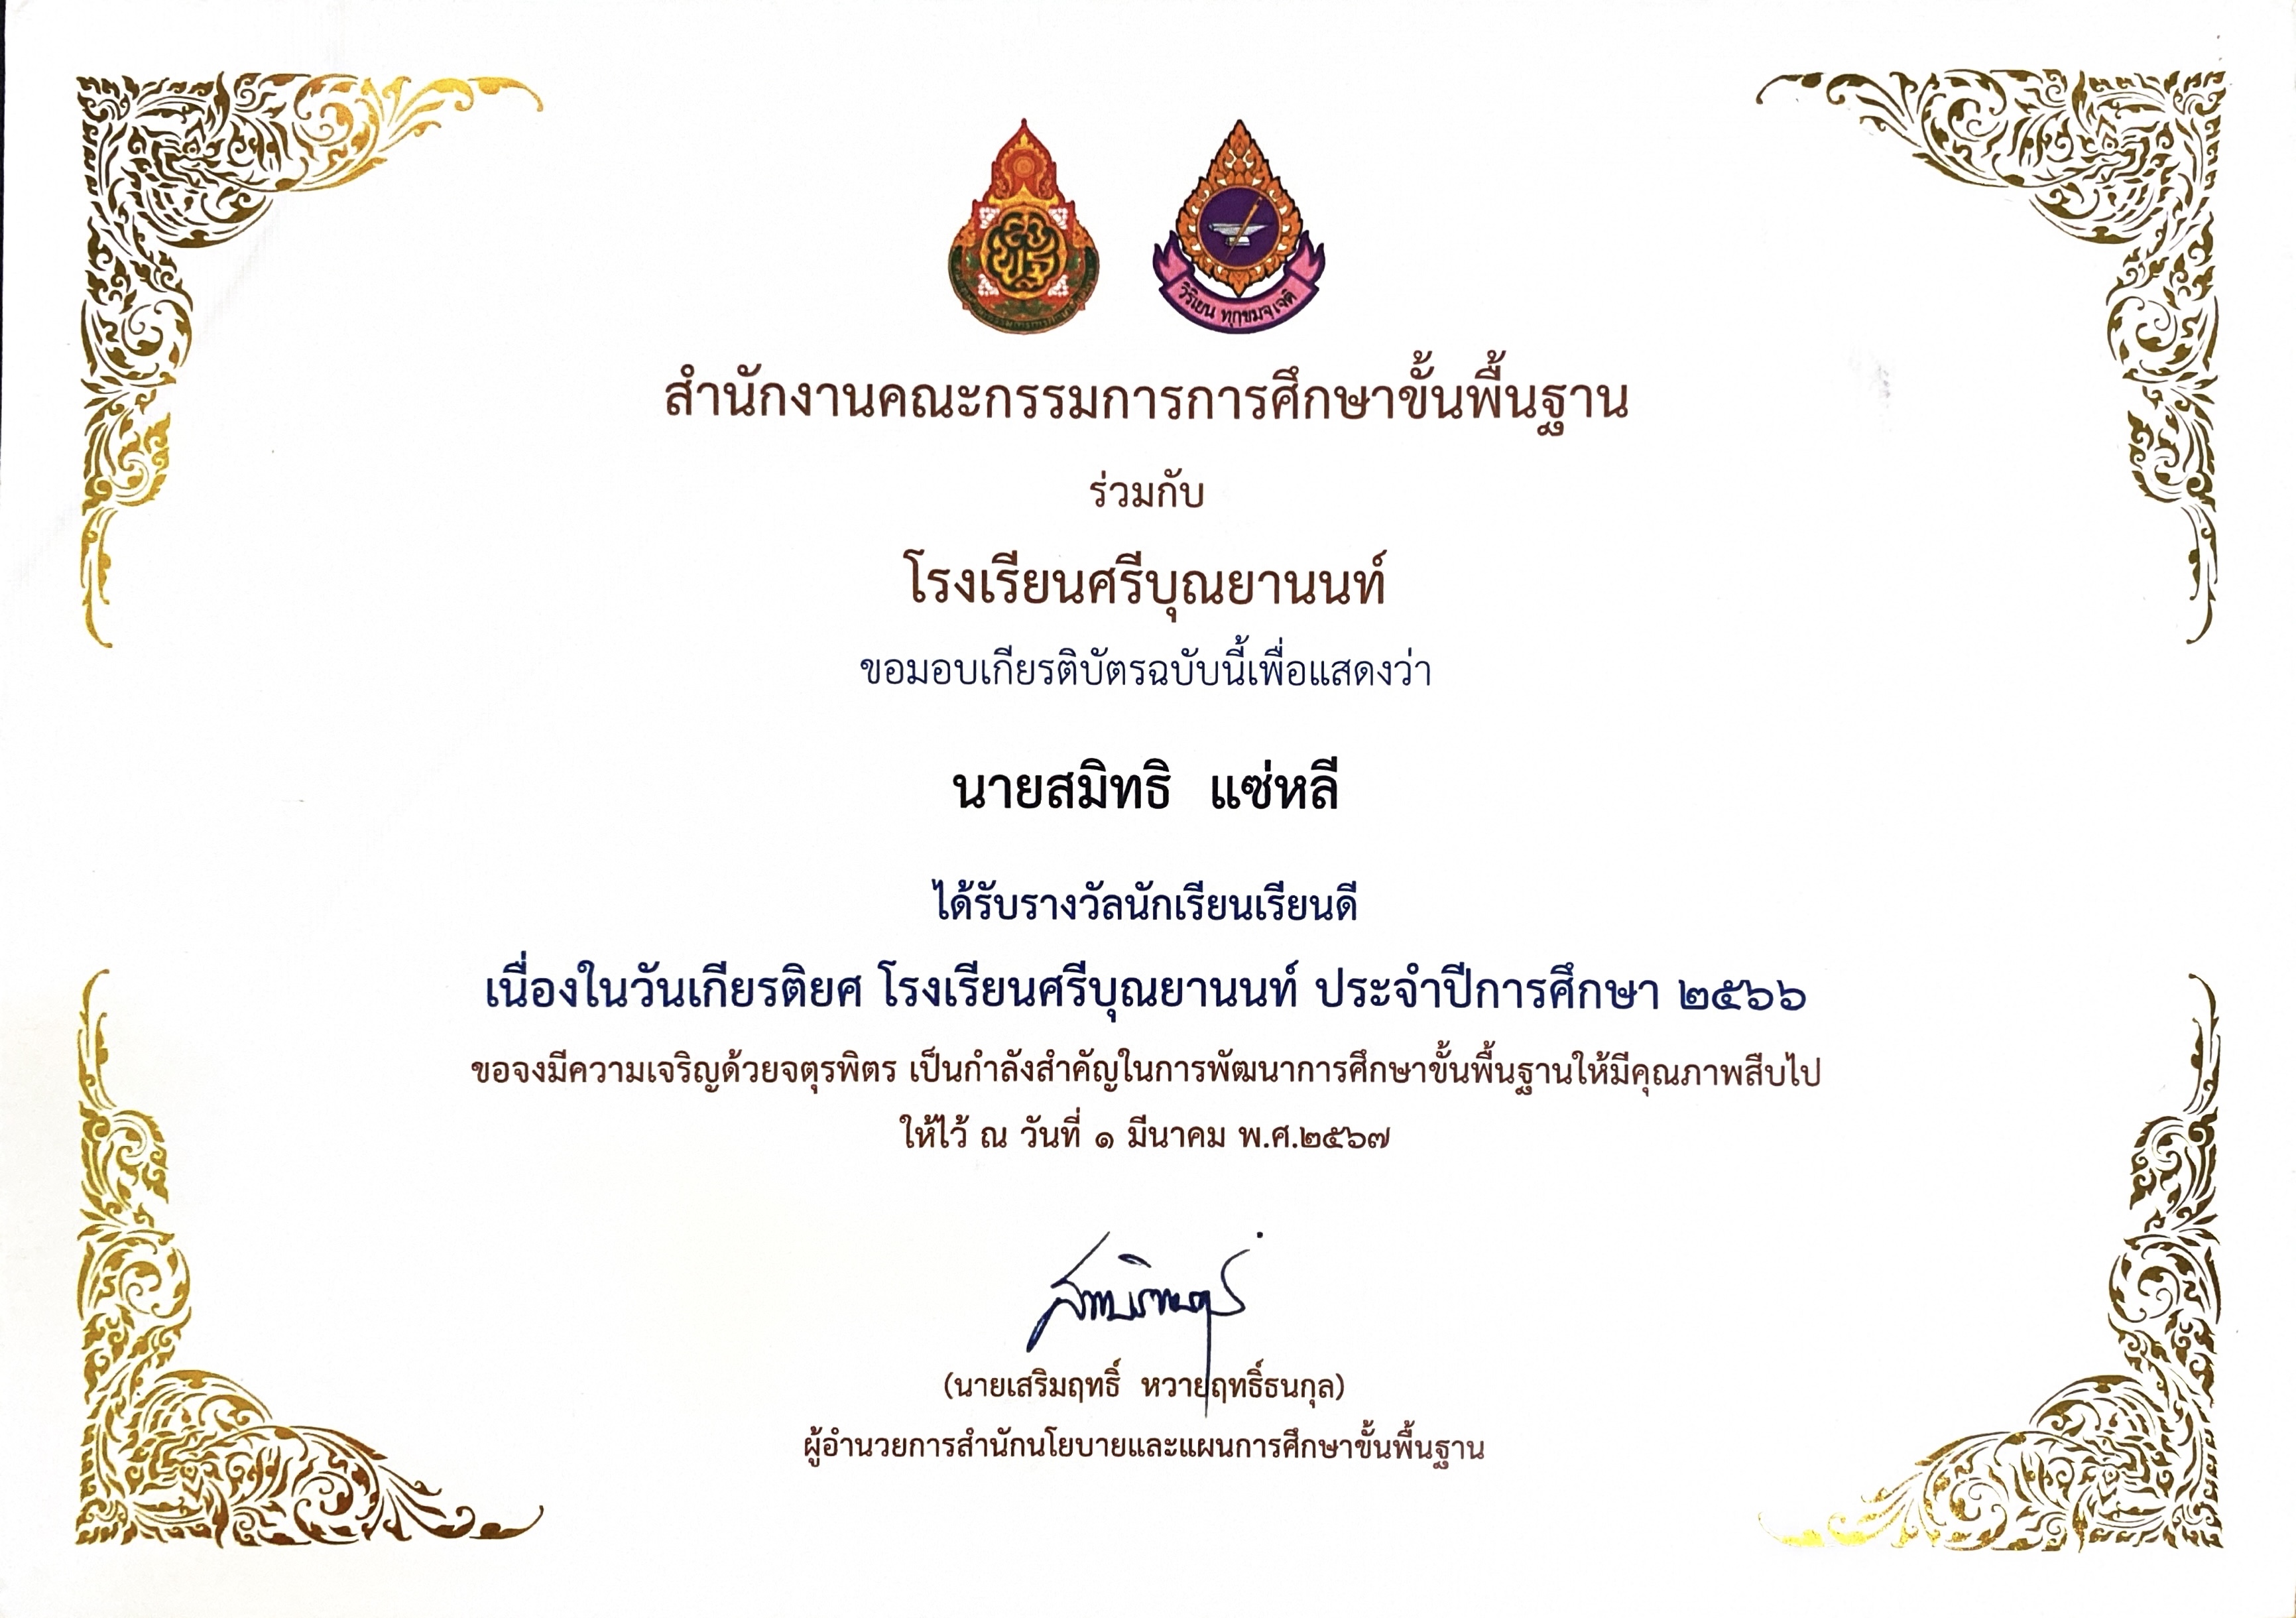 วิริเยน ทุกขมจฺเจติ
สำนักงานคณะกรรมการการศึกษาขั้นพื้นฐาน
ร่วมกับ
โรงเรียนศรีบุณยานนท์
ขอมอบเกียรติบัตรฉบับนี้เพื่อแสดงว่า
นายสมิทธิ แซ่หลี
ได้รับรางวัลนักเรียนเรียนดี
เนื่องในวันเกียรติยศ โรงเรียนศรีบุณยานนท์ ประจำปีการศึกษา ๒๕๖๖
ขอจงมีความเจริญด้วยจตุรพิตร เป็นกำลังสำคัญในการพัฒนาการศึกษาขั้นพื้นฐานให้มีคุณภาพสืบไป
ให้ไว้ ณ วันที่ ๑ มีนาคม พ.ศ.๒๕๖๗
(นายเสริมฤทธิ์ หวายฤทธิ์ธนกุล)
ผู้อำนวยการสำนักนโยบายและแผนการศึกษาขั้นพื้นฐาน